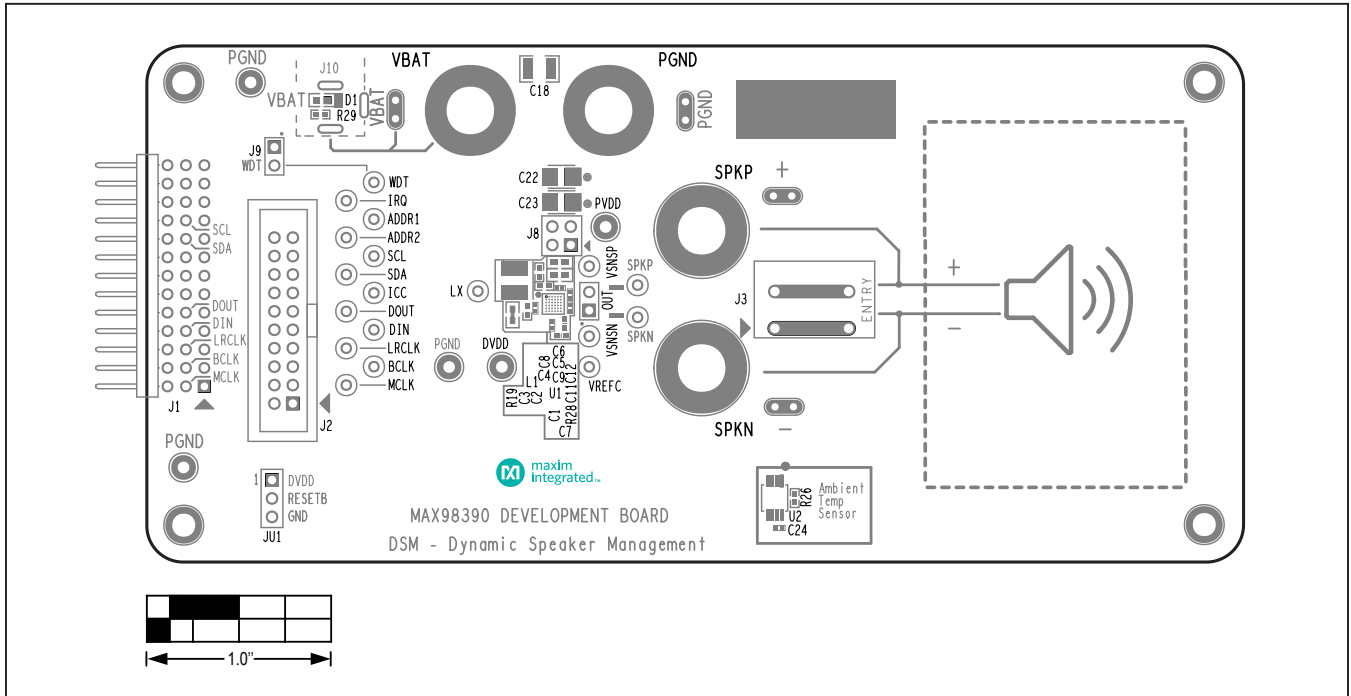 PGND
J10
VBAT
D1
R29
VBAT
VBAT
C18
PGND
PGND
J9
WDT
WDT
IRQ
ADDR1
ADDR2
SCL
SDA
ICC
DOUT
DIN
LRCLK
BCLK
MCLK
SCL
SDA
DOUT
DIN
LRCLK
BCLK
MCLK
J1
J2
C22
C23
PVDD
J8
VSNSP
SPKP
LX
OUT
SPKN
VSNSN
VREFC
PGND
DVDD
C6
C8
C5
C4
C9
C12
L1
U1
C11
R19
C3
C2
C1
R28
C7
SPKP
+
J3
ENTRY
+
−
SPKN
−
PGND
1
DVDD
RESETB
GND
JU1
maxim
integrated™
MAX98390 DEVELOPMENT BOARD
DSM - Dynamic Speaker Management
R26
U2
C24
Ambient
Temp
Sensor
1.0"